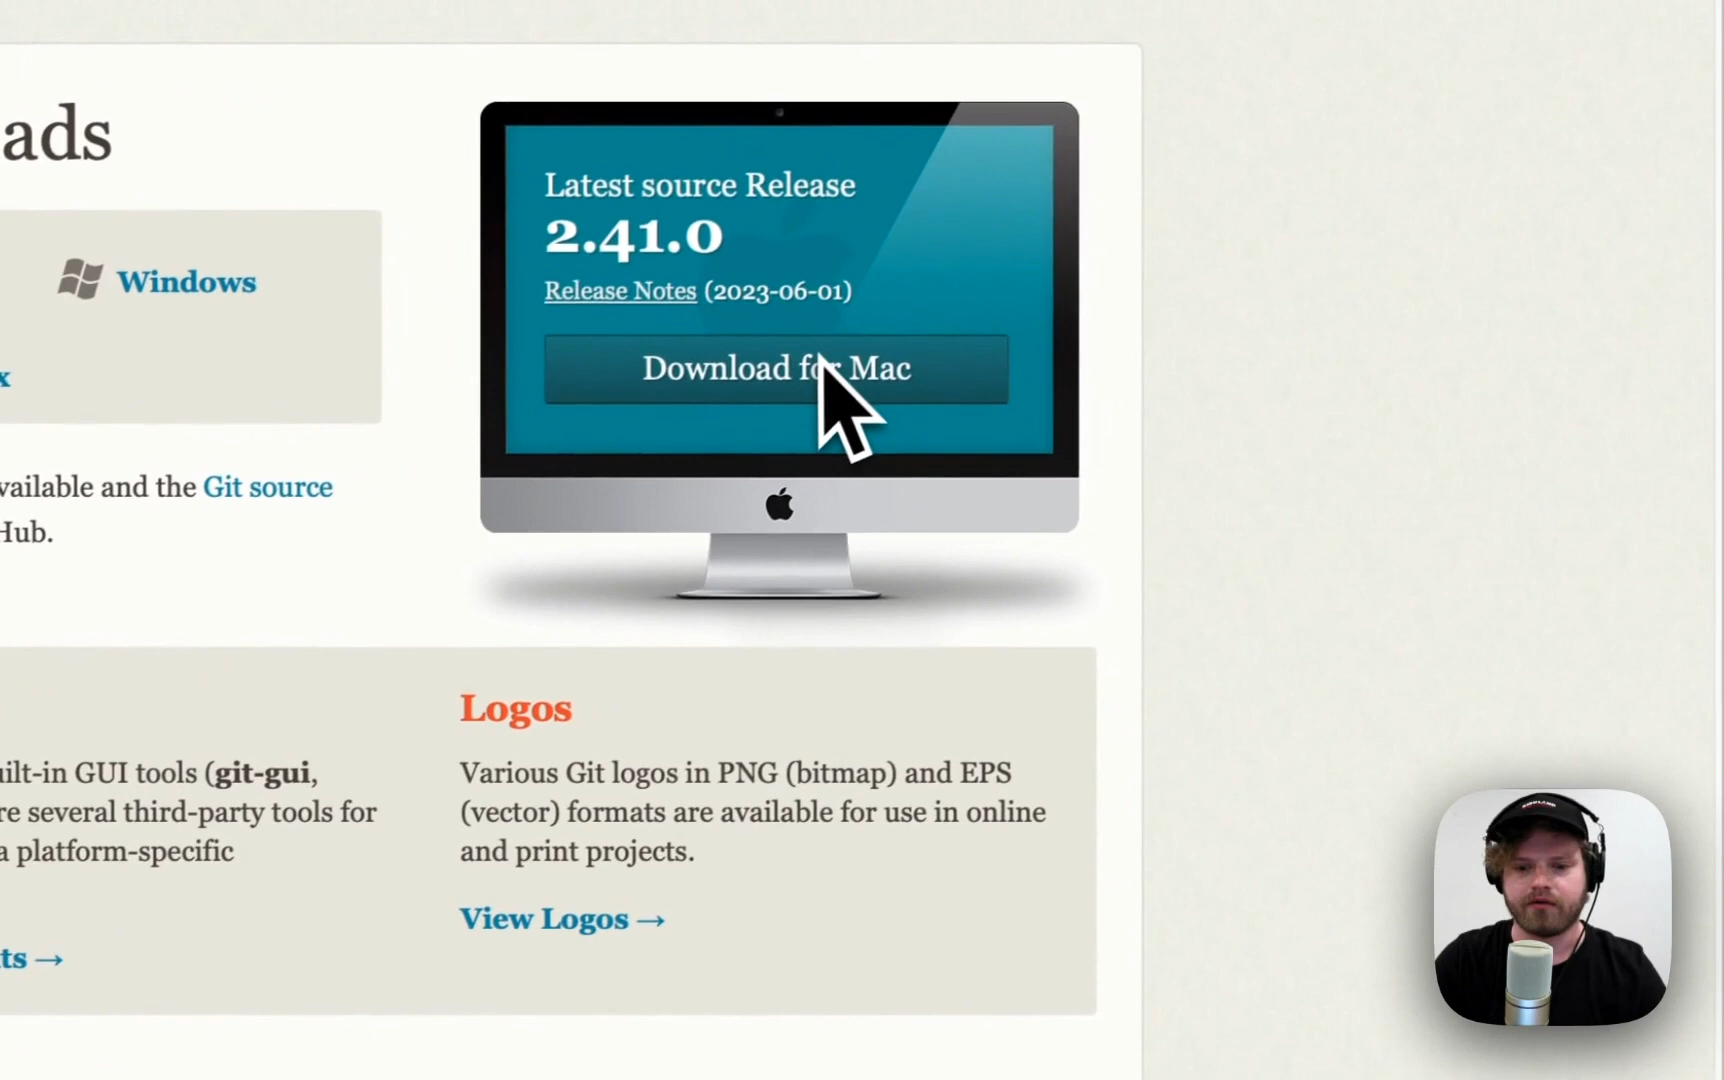 ads
Windows
x
vailable and the Git source
Hub.
Latest source Release
2.41.0
Release Notes (2023-06-01)
Download for Mac
uilt-in GUI tools (git-gui,
re several third-party tools for
a platform-specific
ts →
Logos
Various Git logos in PNG (bitmap) and EPS
(vector) formats are available for use in online
and print projects.
View Logos →